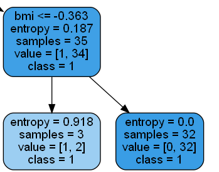 bmi <= -0.363
entropy = 0.187
samples = 35
value = [1, 34]
class = 1
entropy = 0.918
samples = 3
value = [1, 2]
class = 1
entropy = 0.0
samples = 32
value = [0, 32]
class = 1